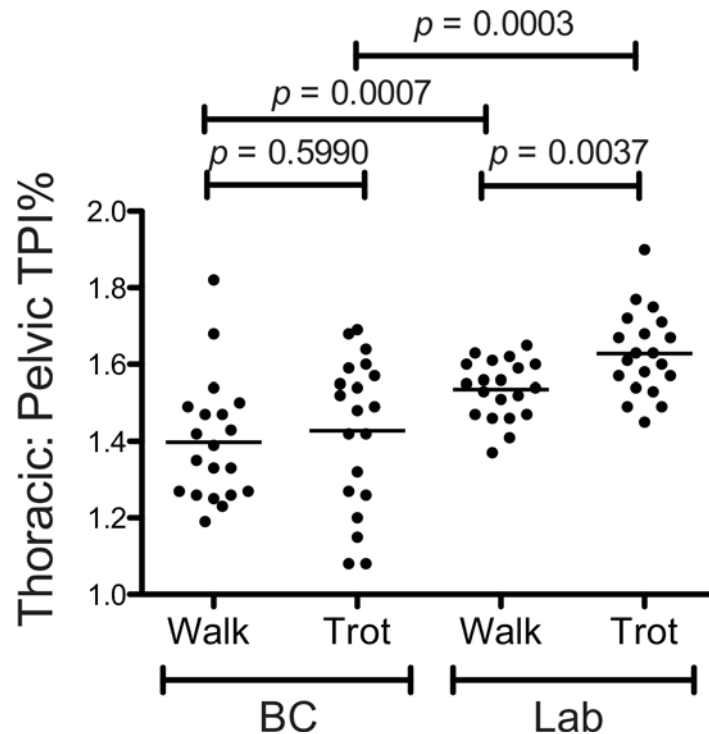 p = 0.0003
p = 0.0007
p = 0.5990 p = 0.0037
Thoracic: Pelvic TPI%
2.0
1.8
1.6
1.4
1.2
1.0
Walk Trot Walk Trot
BC Lab